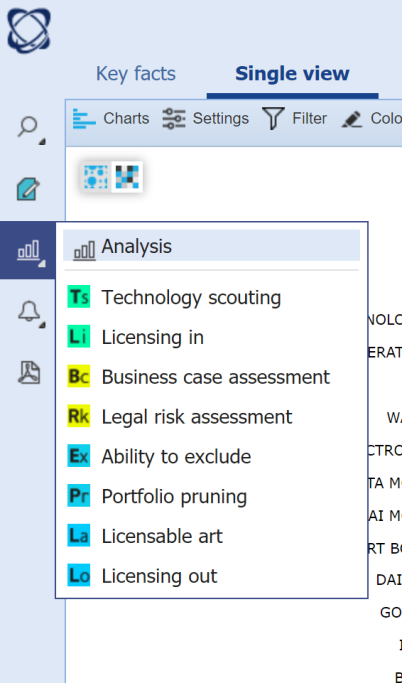 Key facts
Single view
Charts
Settings
Filter
Analysis
Ts Technology scouting
Li Licensing in
Bc Business case assessment
Rk Legal risk assessment
Ex Ability to exclude
Pr Portfolio pruning
La Licensable art
Lo Licensing out